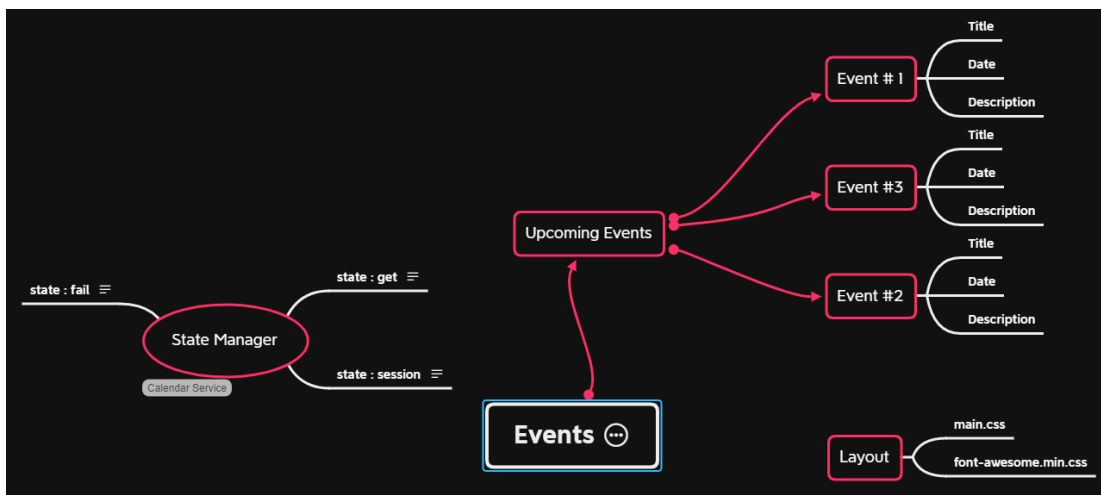 Title
Event # 1
Date
Description
Title
Event #3
Date
Description
Upcoming Events
Title
Event #2
Date
Description
state : fail
state : get
State Manager
state : session
Calendar Service
Events
main.css
Layout
font-awesome.min.css